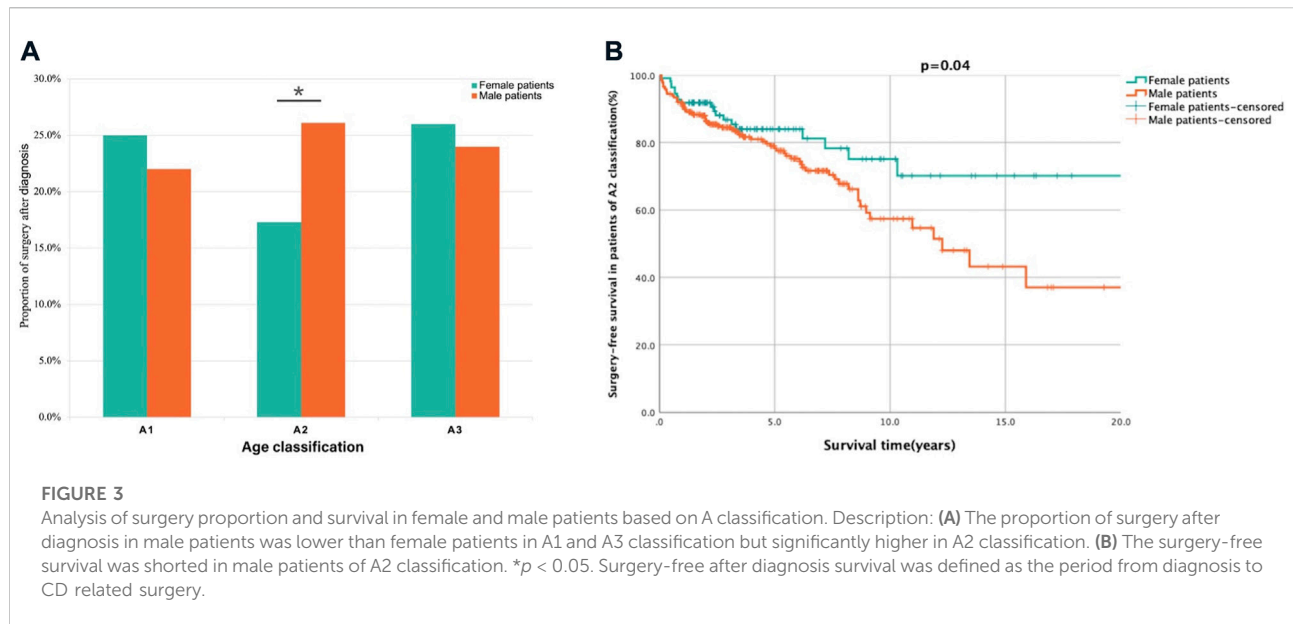 A
30.0%
25.0%
20.0%
15.0%
10.0%
5.0%
0.0%
Proportion of surgery after diagnosis
Female patients
Male patients
*
A1
A2
A3
Age classification
B
p=0.04
100.0
80.0
60.0
40.0
20.0
0.0
Surgery-free survival in patients of A2 classification(%)
Female patients
Male patients
Female patients-censored
Male patients-censored
.0
5.0
10.0
15.0
20.0
Survival time(years)
FIGURE 3
Analysis of surgery proportion and survival in female and male patients based on A classification. Description: (A) The proportion of surgery after
diagnosis in male patients was lower than female patients in A1 and A3 classification but significantly higher in A2 classification. (B) The surgery-free
survival was shorted in male patients of A2 classification. *p < 0.05. Surgery-free after diagnosis survival was defined as the period from diagnosis to
CD related surgery.